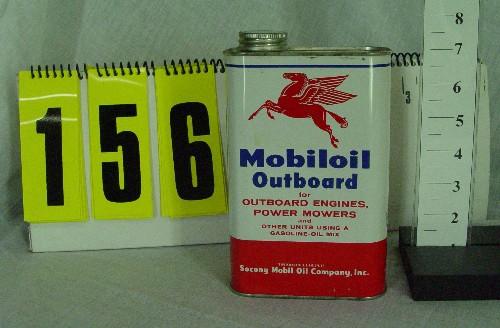 156
Mobiloil
Outboard
for
OUTBOARD ENGINES,
POWER MOWERS
and
OTHER UNITS USING A
GASOLINE-OIL MIX
Socony Mobil Oil Company, Inc.
8
7
6
5
4
3
2